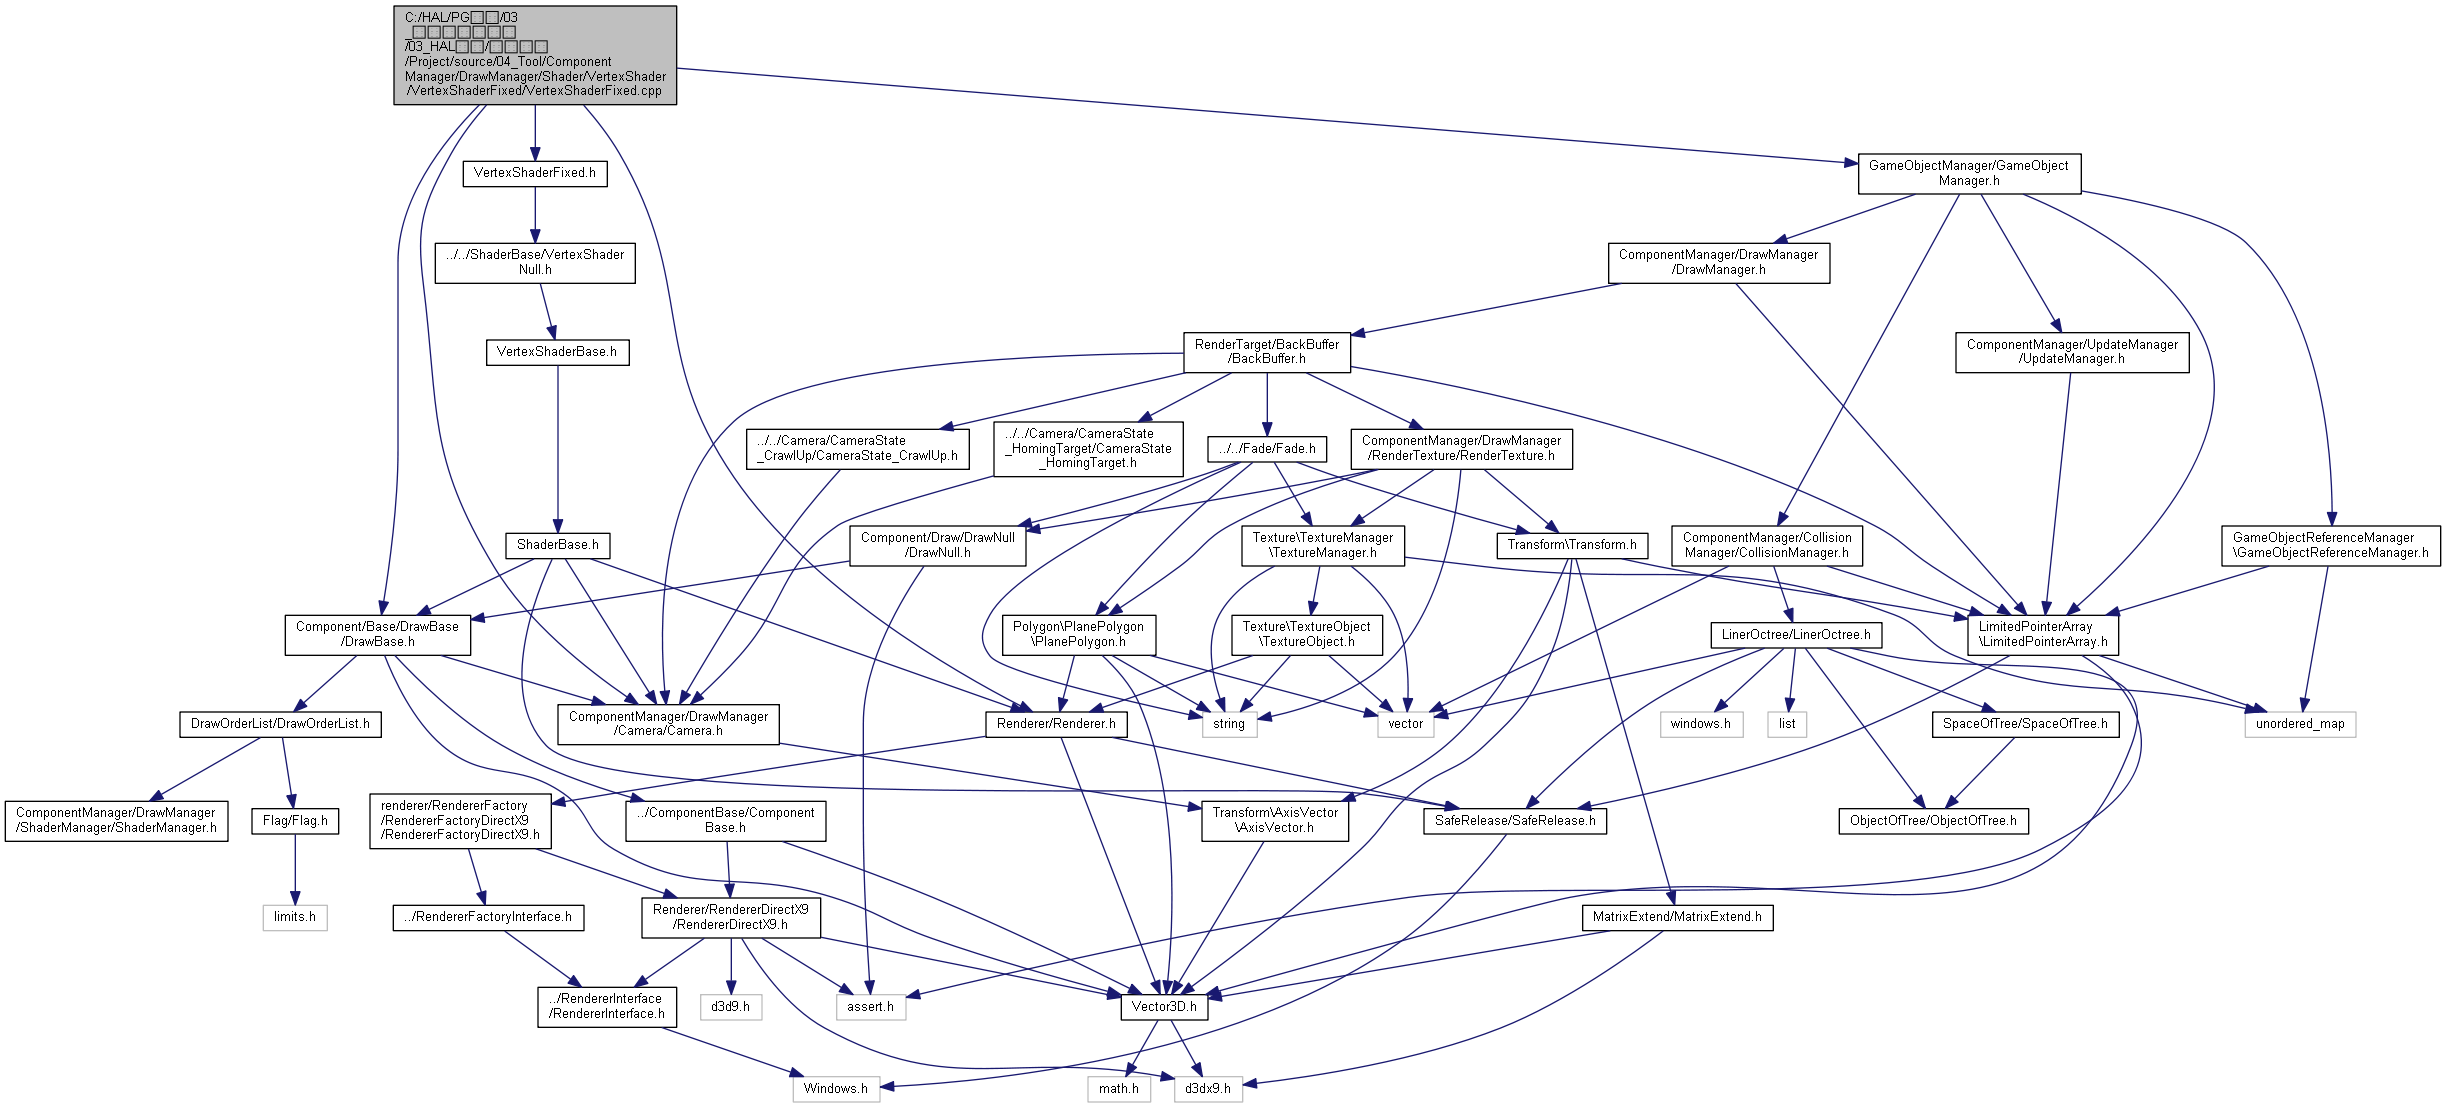 C:/HAL/PG□□/03
_□□□□□□□
/03_HAL□□/□□□□
/Project/source/04_Tool/Component
Manager/DrawManager/Shader/VertexShader
/VertexShaderFixed/VertexShaderFixed.cpp
VertexShaderFixed.h
GameObjectManager/GameObject
Manager.h
../../ShaderBase/VertexShader
Null.h
ComponentManager/DrawManager
/DrawManager.h
VertexShaderBase.h
RenderTarget/BackBuffer
/BackBuffer.h
ComponentManager/UpdateManager
/UpdateManager.h
../../Camera/CameraState
_CrawlUp/CameraState_CrawlUp.h
../../Camera/CameraState
_HomingTarget/CameraState
_HomingTarget.h
../../Fade/Fade.h
ComponentManager/DrawManager
/RenderTexture/RenderTexture.h
ShaderBase.h
Component/Draw/DrawNull
/DrawNull.h
Texture\TextureManager
\TextureManager.h
Transform\Transform.h
ComponentManager/Collision
Manager/CollisionManager.h
GameObjectReferenceManager
\GameObjectReferenceManager.h
Component/Base/DrawBase
/DrawBase.h
Polygon\PlanePolygon
\PlanePolygon.h
Texture\TextureObject
\TextureObject.h
LinerOctree/LinerOctree.h
LimitedPointerArray
\LimitedPointerArray.h
DrawOrderList/DrawOrderList.h
ComponentManager/DrawManager
/Camera/Camera.h
Renderer/Renderer.h
string
vector
windows.h
list
SpaceOfTree/SpaceOfTree.h
unordered_map
ComponentManager/DrawManager
/ShaderManager/ShaderManager.h
Flag/Flag.h
renderer/RendererFactory
/RendererFactoryDirectX9
/RendererFactoryDirectX9.h
../ComponentBase/Component
Base.h
Transform\AxisVector
\AxisVector.h
SafeRelease/SafeRelease.h
ObjectOfTree/ObjectOfTree.h
limits.h
../RendererFactoryInterface.h
Renderer/RendererDirectX9
/RendererDirectX9.h
MatrixExtend/MatrixExtend.h
../RendererInterface
/RendererInterface.h
d3d9.h
assert.h
Vector3D.h
Windows.h
math.h
d3dx9.h